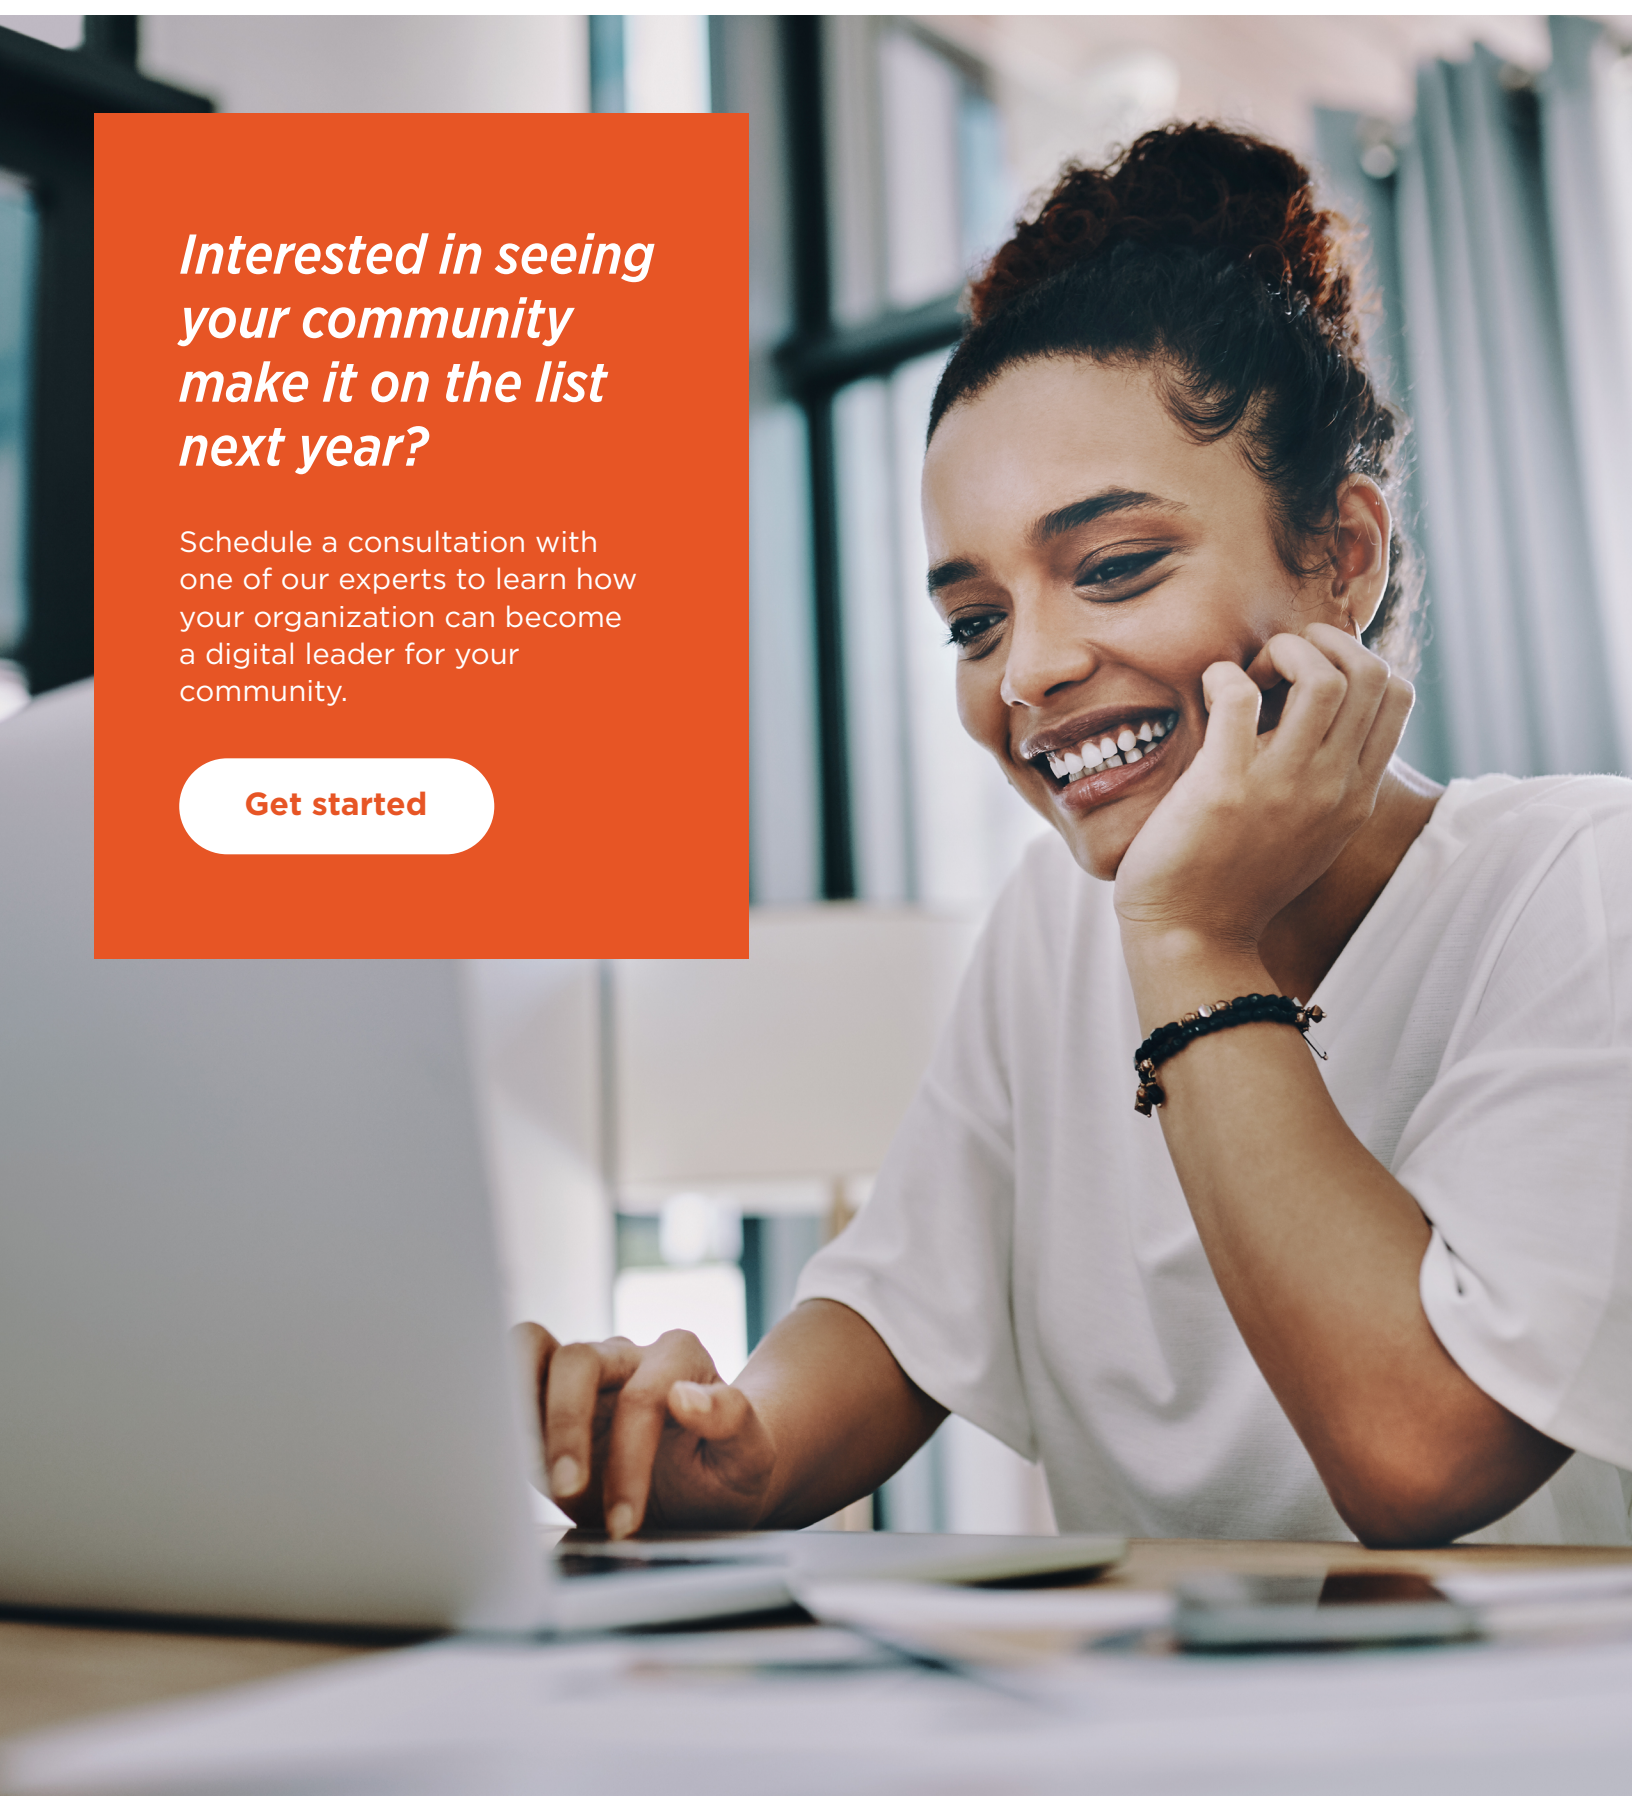 Interested in seeing
your community
make it on the list
next year?
Schedule a consultation with
one of our experts to learn how
your organization can become
a digital leader for your
community.
Get started